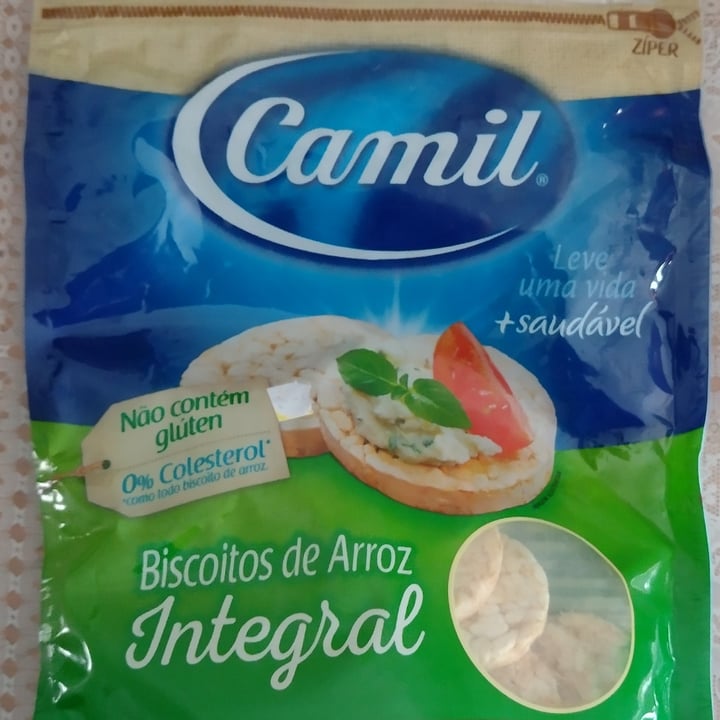 ZÍPER
Camil®
Leve
uma vida
+saudável
Não contém
glúten
0% Colesterol*
*como todo biscoito de arroz.
Biscoitos de Arroz
Integral